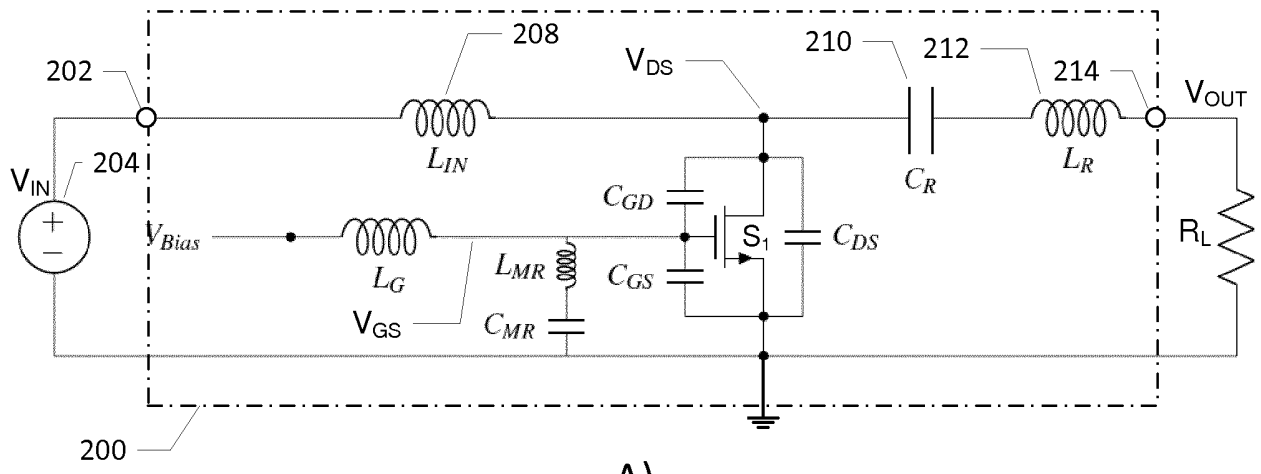 208
210
212
214
202
V_DS
V_OUT
L_IN
C_R
L_R
204
V_IN
+
−
C_GD
V_Bias
S_1
C_DS
R_L
L_G
L_MR
C_GS
V_GS
C_MR
200
A)